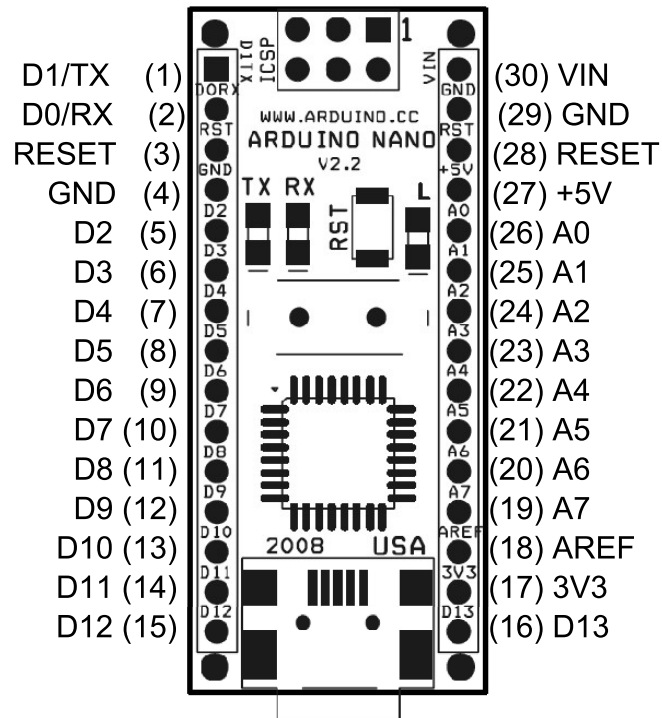 D1/TX (1)
D0/RX (2)
RESET (3)
GND (4)
D2 (5)
D3 (6)
D4 (7)
D5 (8)
D6 (9)
D7 (10)
D8 (11)
D9 (12)
D10 (13)
D11 (14)
D12 (15)
D1TX
DORX
RST
GND
D2
D3
D4
D5
D6
D7
D8
D9
D10
D11
D12
ICSP
1
WWW.ARDUINO.CC
ARDUINO NANO
V2.2
TX RX
RST
L
2008 USA
VIN
GND
RST
+5V
A0
A1
A2
A3
A4
A5
A6
A7
AREF
3V3
D13
(30) VIN
(29) GND
(28) RESET
(27) +5V
(26) A0
(25) A1
(24) A2
(23) A3
(22) A4
(21) A5
(20) A6
(19) A7
(18) AREF
(17) 3V3
(16) D13